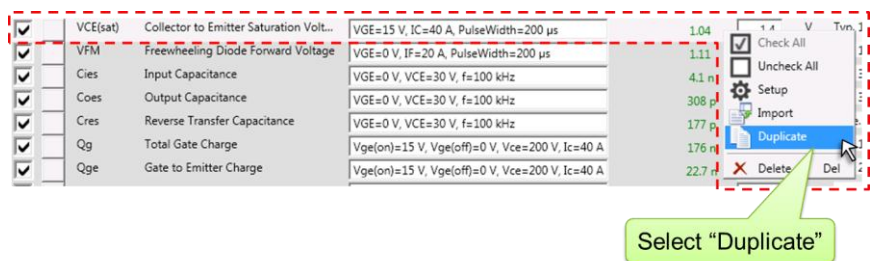 VCE(sat) Collector to Emitter Saturation Volt... VGE=15 V, IC=40 A, PulseWidth=200 µs 1.04 1.4 V Typ 1
VFM Freewheeling Diode Forward Voltage VGE=0 V, IF=20 A, PulseWidth=200 µs 1.11
Cies Input Capacitance VGE=0 V, VCE=30 V, f=100 kHz 4.1 n
Coes Output Capacitance VGE=0 V, VCE=30 V, f=100 kHz 308 p
Cres Reverse Transfer Capacitance VGE=0 V, VCE=30 V, f=100 kHz 177 p
Qg Total Gate Charge Vge(on)=15 V, Vge(off)=0 V, Vce=200 V, Ic=40 A 176 n
Qge Gate to Emitter Charge Vge(on)=15 V, Vge(off)=0 V, Vce=200 V, Ic=40 A 22.7 n
Check All
Uncheck All
Setup
Import
Duplicate
Delete Del
Select “Duplicate”